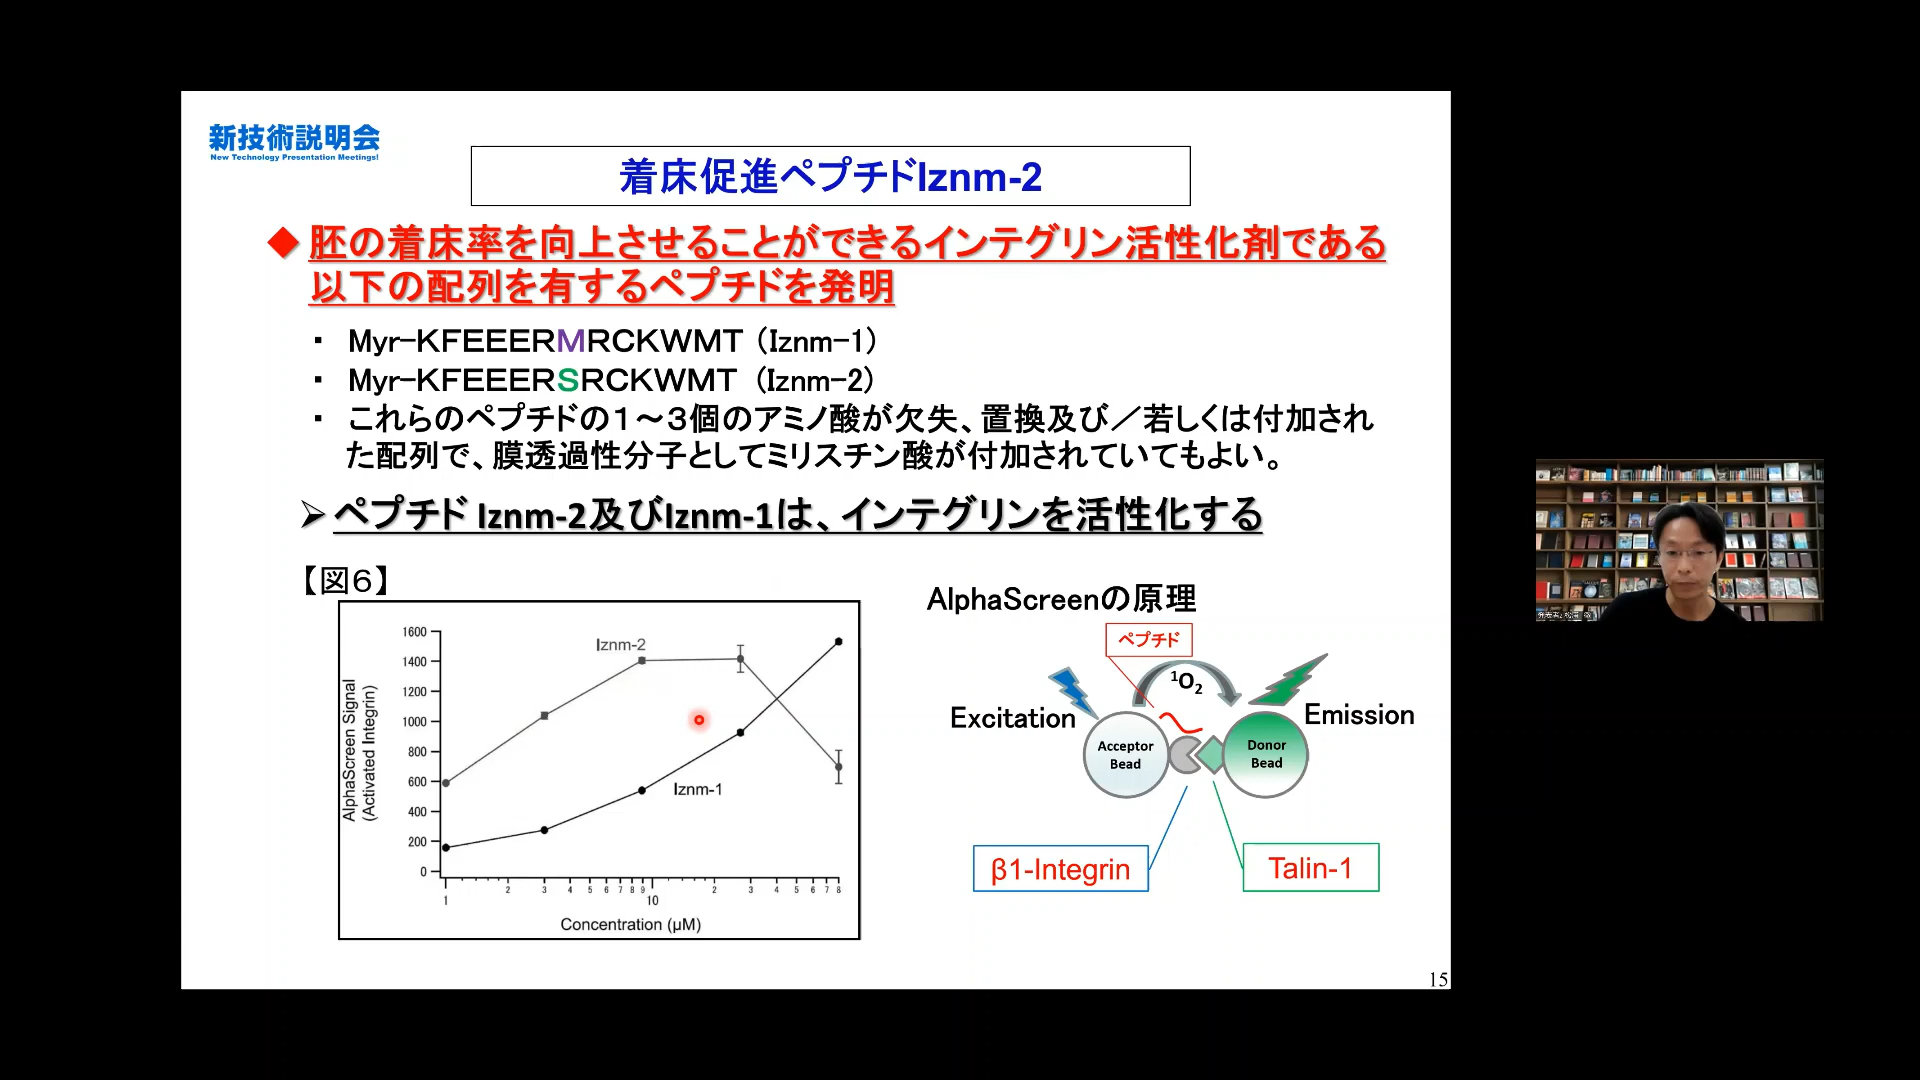 新技術説明会
New Technology Presentation Meetings!
着床促進ペプチドIznm-2
◆ 胚の着床率を向上させることができるインテグリン活性化剤である
以下の配列を有するペプチドを発明
・ Myr-KFEEERMRCKWMT (Iznm-1)
・ Myr-KFEEERSRCKWMT (Iznm-2)
・ これらのペプチドの1～3個のアミノ酸が欠失、置換及び／若しくは付加され
た配列で、膜透過性分子としてミリスチン酸が付加されていてもよい。
➢ ペプチド Iznm-2及びIznm-1は、インテグリンを活性化する
【図6】
AlphaScreen Signal
(Activated Integrin)
1600
1400
1200
1000
800
600
400
200
0
Iznm-2
Iznm-1
2 3 4 5 6 7 8 9 2 3 4 5 6 7 8
1 10
Concentration (μM)
AlphaScreenの原理
ペプチド
¹O₂
Excitation
Emission
Acceptor
Bead
Donor
Bead
β1-Integrin
Talin-1
15